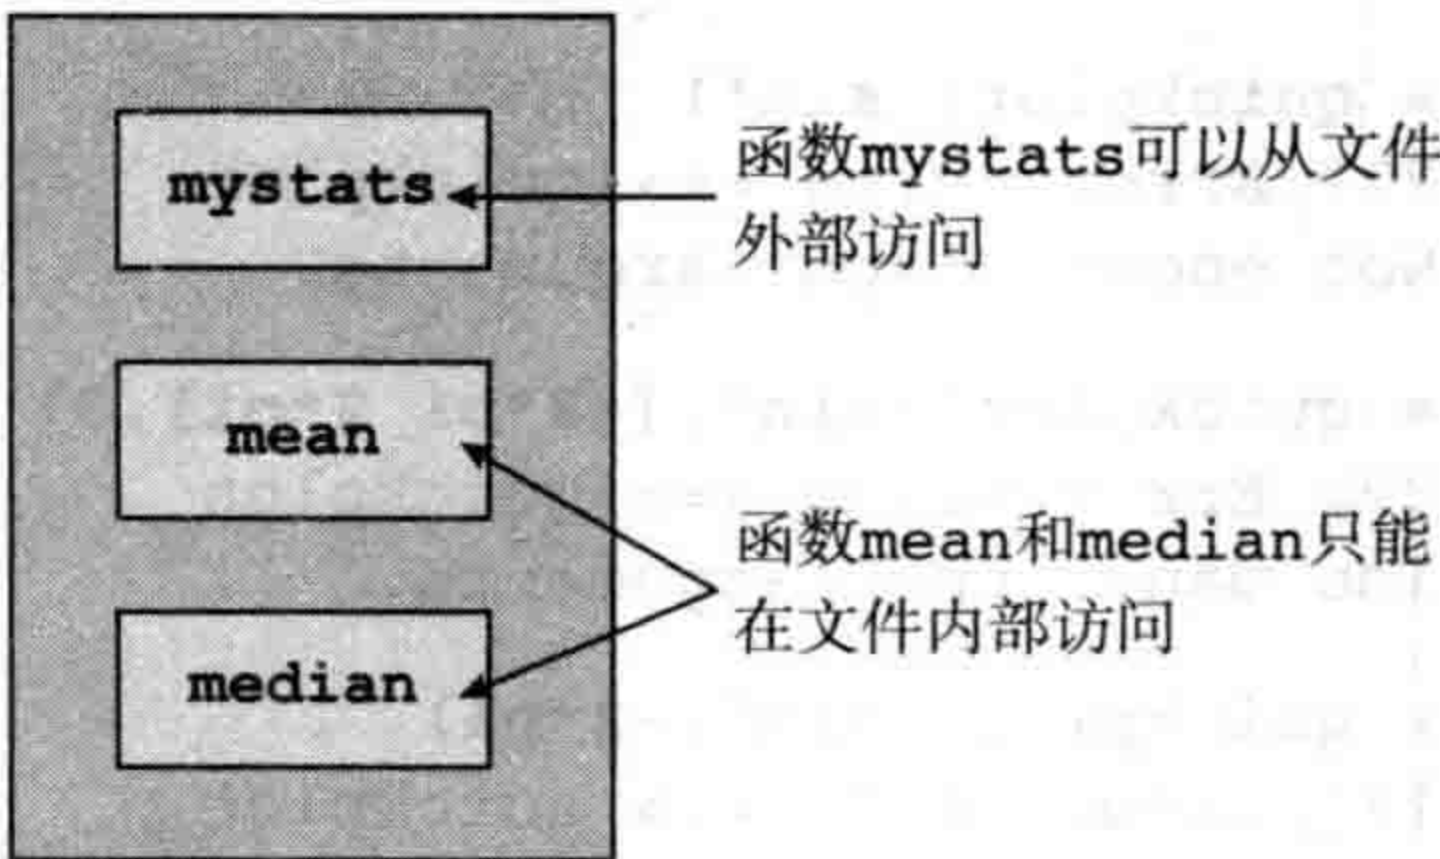 mystats
函数mystats可以从文件
外部访问
mean
函数mean和median只能
在文件内部访问
median